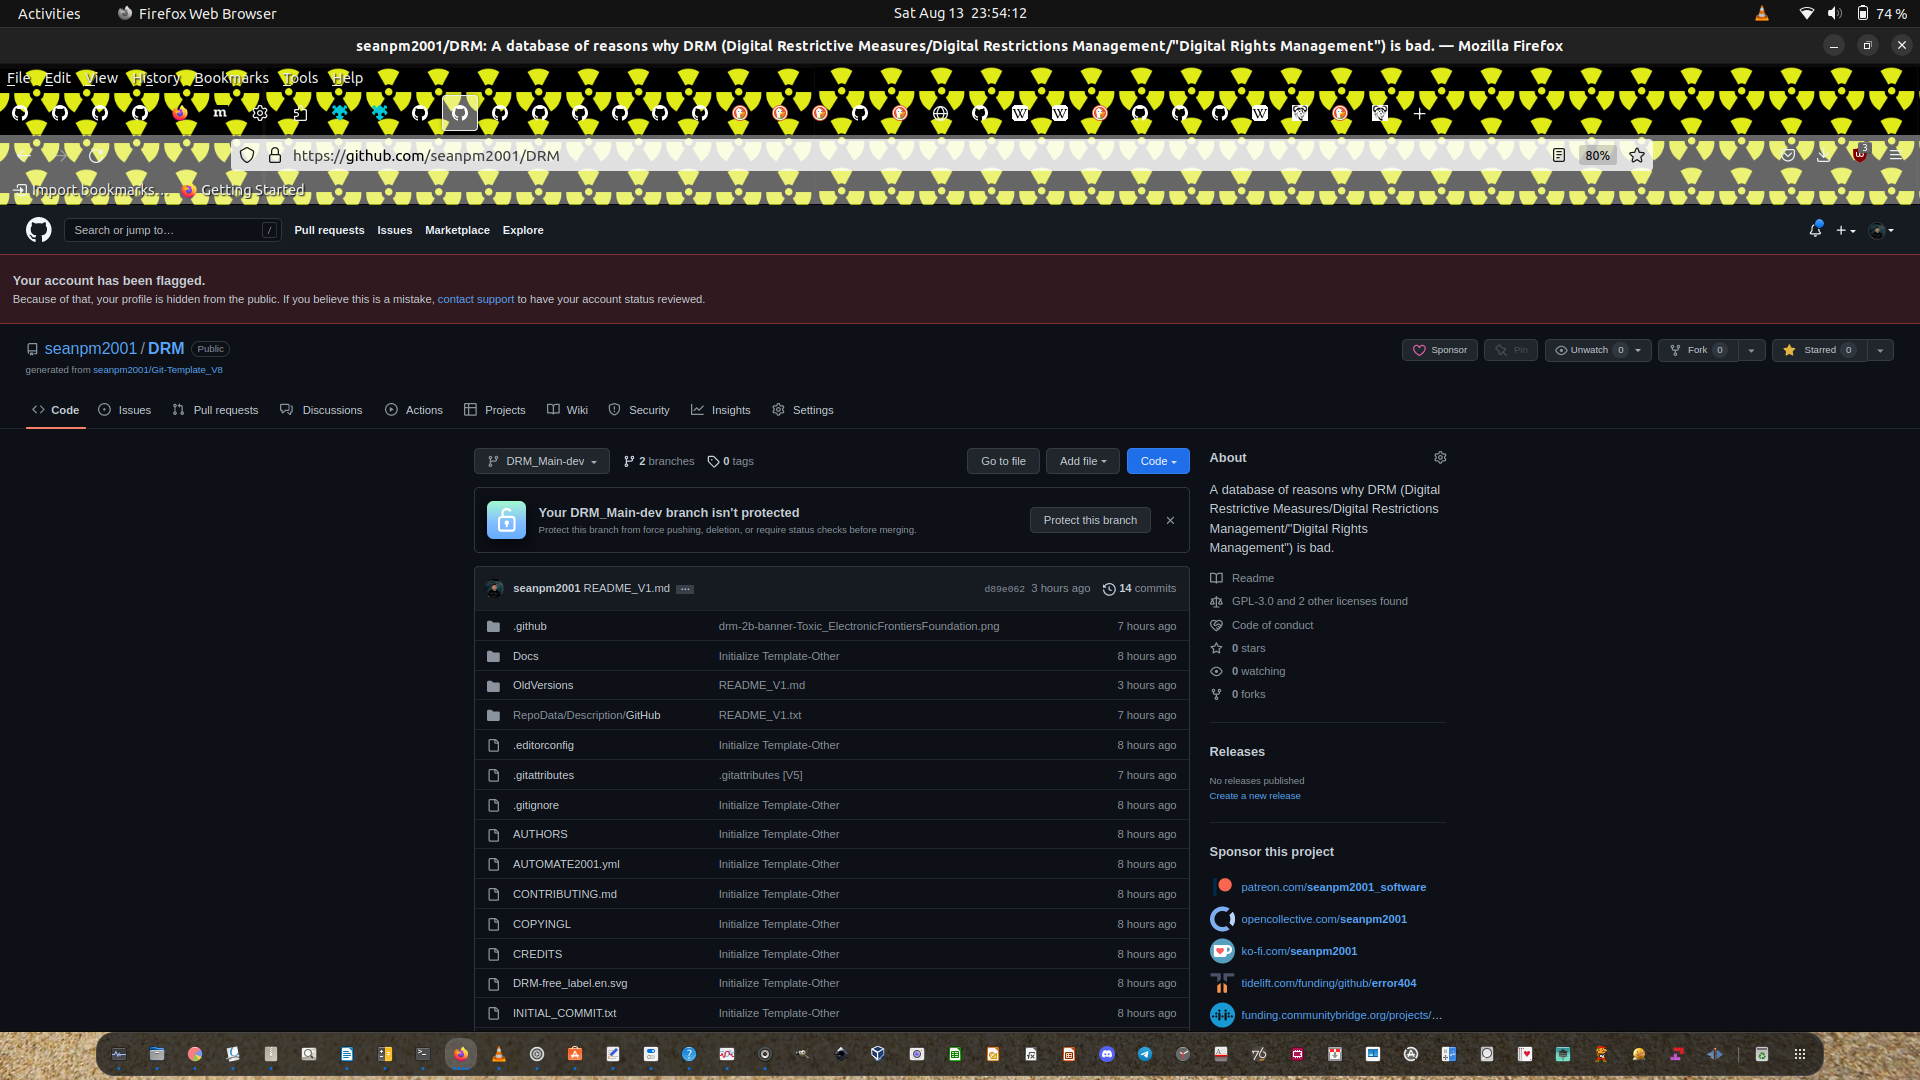 Activities Firefox Web Browser Sat Aug 13 23:54:12 74 %
seanpm2001/DRM: A database of reasons why DRM (Digital Restrictive Measures/Digital Restrictions Management/"Digital Rights Management") is bad. — Mozilla Firefox
File Edit View History Bookmarks Tools Help
https://github.com/seanpm2001/DRM 80% 3
Import bookmarks... Getting Started
Search or jump to… / Pull requests Issues Marketplace Explore
Your account has been flagged.
Because of that, your profile is hidden from the public. If you believe this is a mistake, contact support to have your account status reviewed.
seanpm2001 / DRM Public Sponsor Pin Unwatch 0 Fork 0 Starred 0
generated from seanpm2001/Git-Template_V8
Code Issues Pull requests Discussions Actions Projects Wiki Security Insights Settings
DRM_Main-dev 2 branches 0 tags Go to file Add file Code
Your DRM_Main-dev branch isn't protected
Protect this branch from force pushing, deletion, or require status checks before merging.
Protect this branch
seanpm2001 README_V1.md ... d89e062 3 hours ago 14 commits
.github drm-2b-banner-Toxic_ElectronicFrontiersFoundation.png 7 hours ago
Docs Initialize Template-Other 8 hours ago
OldVersions README_V1.md 3 hours ago
RepoData/Description/GitHub README_V1.txt 7 hours ago
.editorconfig Initialize Template-Other 8 hours ago
.gitattributes .gitattributes [V5] 7 hours ago
.gitignore Initialize Template-Other 8 hours ago
AUTHORS Initialize Template-Other 8 hours ago
AUTOMATE2001.yml Initialize Template-Other 8 hours ago
CONTRIBUTING.md Initialize Template-Other 8 hours ago
COPYINGL Initialize Template-Other 8 hours ago
CREDITS Initialize Template-Other 8 hours ago
DRM-free_label.en.svg Initialize Template-Other 8 hours ago
INITIAL_COMMIT.txt Initialize Template-Other 8 hours ago
About
A database of reasons why DRM (Digital
Restrictive Measures/Digital Restrictions
Management/"Digital Rights
Management") is bad.
Readme
GPL-3.0 and 2 other licenses found
Code of conduct
0 stars
0 watching
0 forks
Releases
No releases published
Create a new release
Sponsor this project
patreon.com/seanpm2001_software
opencollective.com/seanpm2001
ko-fi.com/seanpm2001
tidelift.com/funding/github/error404
funding.communitybridge.org/projects/…